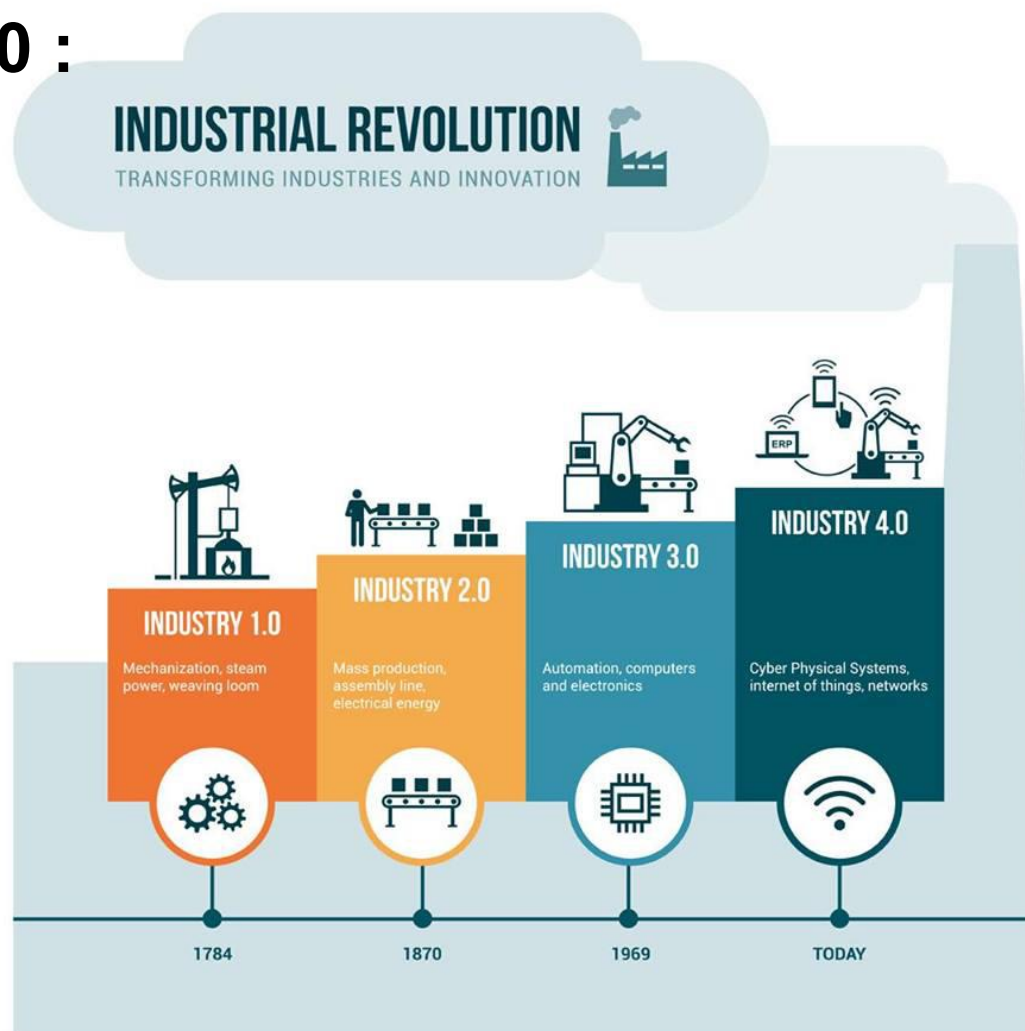 0 :
INDUSTRIAL REVOLUTION
TRANSFORMING INDUSTRIES AND INNOVATION
ERP
INDUSTRY 1.0
Mechanization, steam
power, weaving loom
INDUSTRY 2.0
Mass production,
assembly line,
electrical energy
INDUSTRY 3.0
Automation, computers
and electronics
INDUSTRY 4.0
Cyber Physical Systems,
internet of things, networks
1784
1870
1969
TODAY